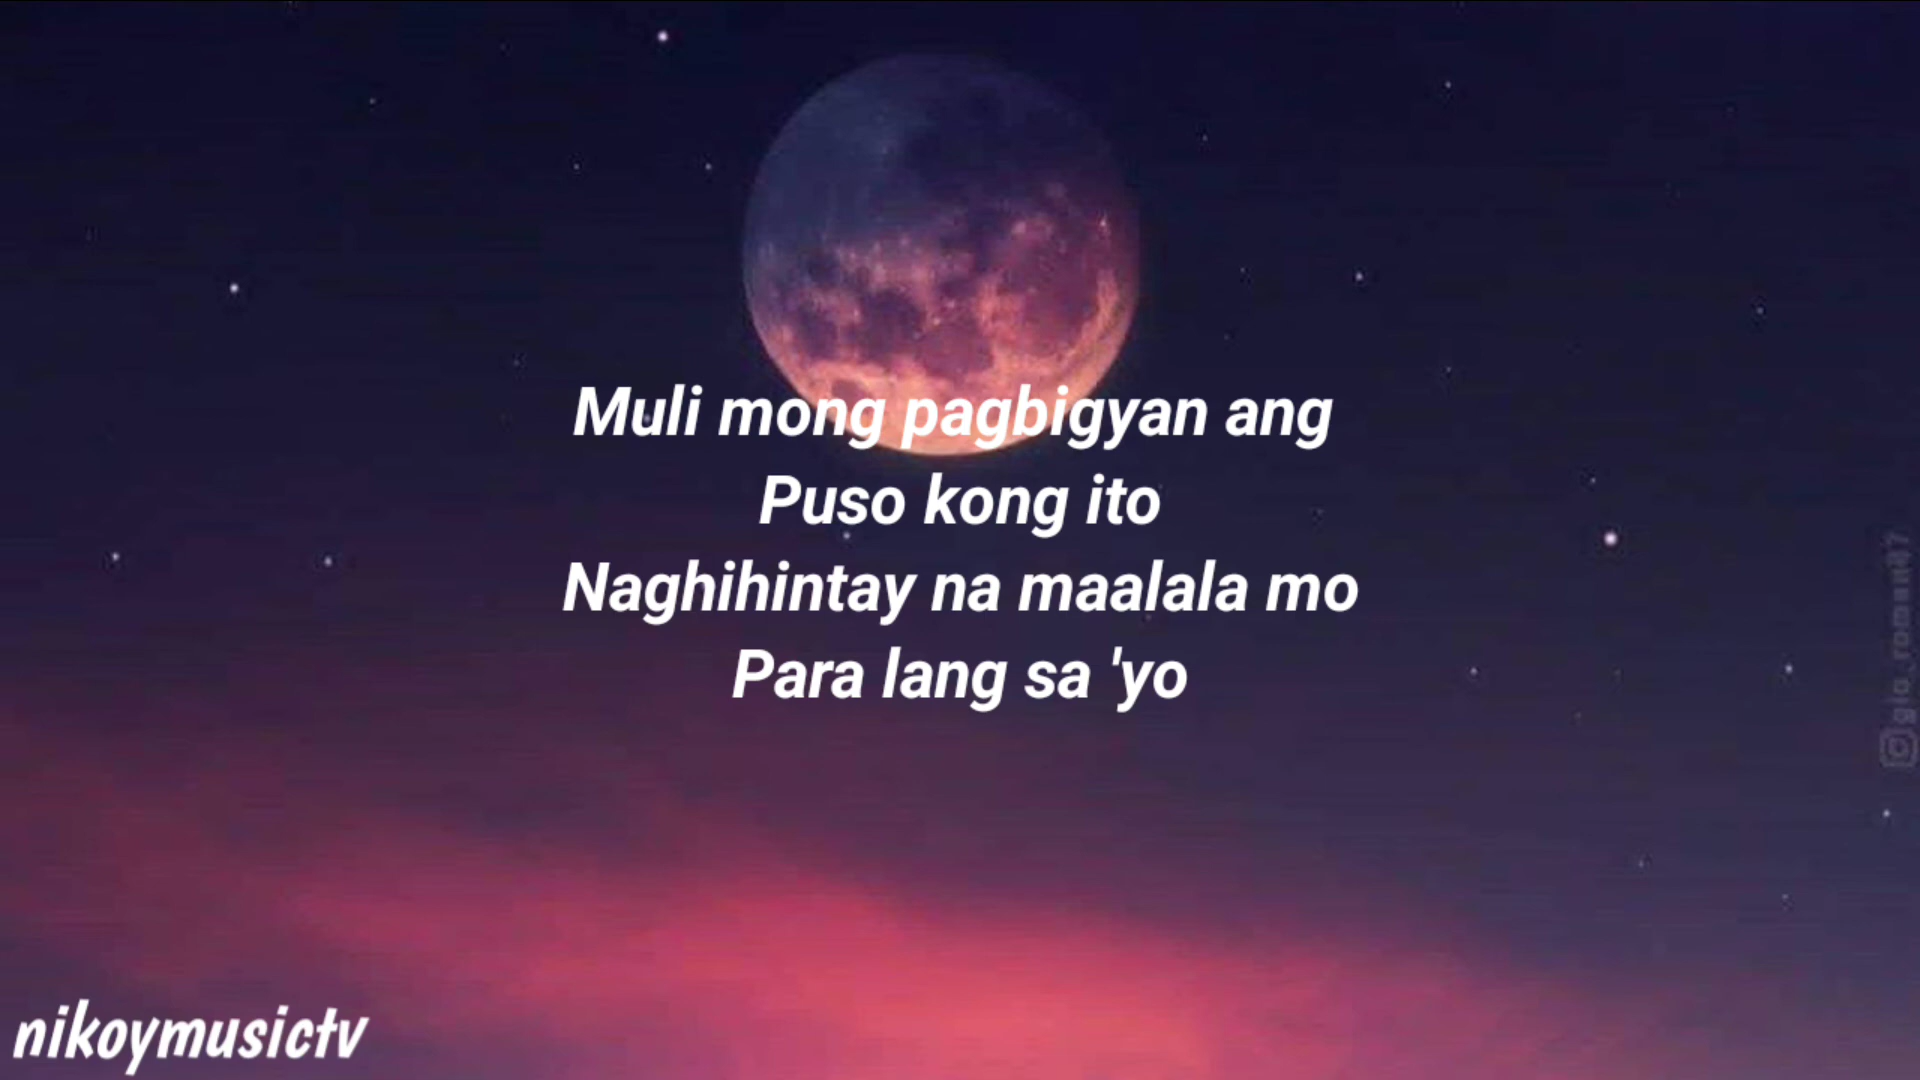 Muli mong pagbigyan ang
Puso kong ito
Naghihintay na maalala mo
Para lang sa 'yo
nikoymusictv